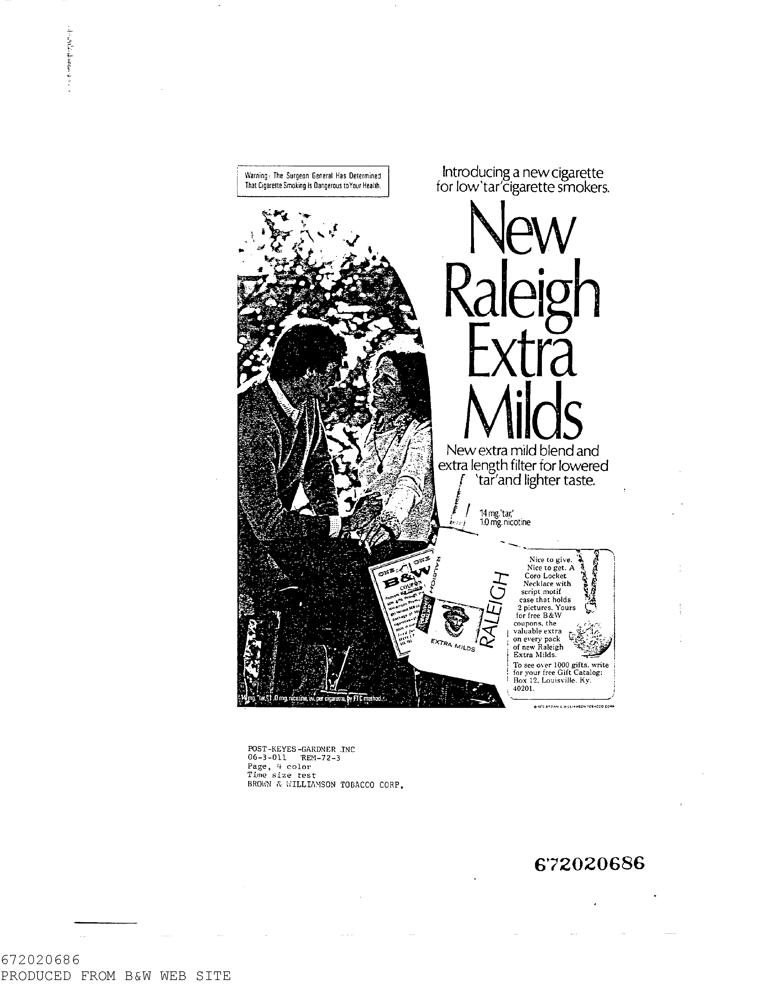 Warning: The Surgeon General Has Determined
That Cigarette Smoking Is Dangerous to Your Health.
Introducing a new cigarette
for low 'tar' cigarette smokers.
New
Raleigh
Extra
Milds
New extra mild blend and
extra length filter for lowered
'tar' and lighter taste.
14 mg. 'tar,'
1.0 mg. nicotine
ONE
ONE
B&W
COUPON
RALEIGH
EXTRA MILDS
Nice to give.
Nice to get. A
Coro Locket
Necklace with
script motif
case that holds
2 pictures. Yours
for free B&W
coupons, the
valuable extra
on every pack
of new Raleigh
Extra Milds.
To see over 1000 gifts, write
for your free Gift Catalog:
Box 12, Louisville, Ky.
40201.
14 mg. "tar," 1.0 mg. nicotine, av. per cigarette, by FTC method.
BROWN & WILLIAMSON TOBACCO CORP.
POST-KEYES-GARDNER INC
06-3-011 REM-72-3
Page, 4 color
Time size test
BROWN & WILLIAMSON TOBACCO CORP.
672020686
672020686
PRODUCED FROM B&W WEB SITE